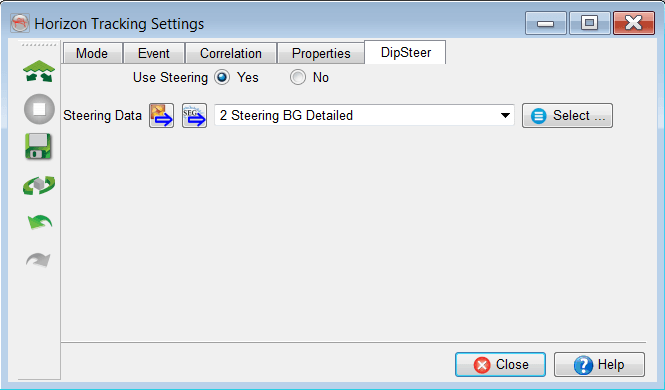 Horizon Tracking Settings
Mode Event Correlation Properties DipSteer
Use Steering Yes No
Steering Data SEG 2 Steering BG Detailed Select ...
Close Help